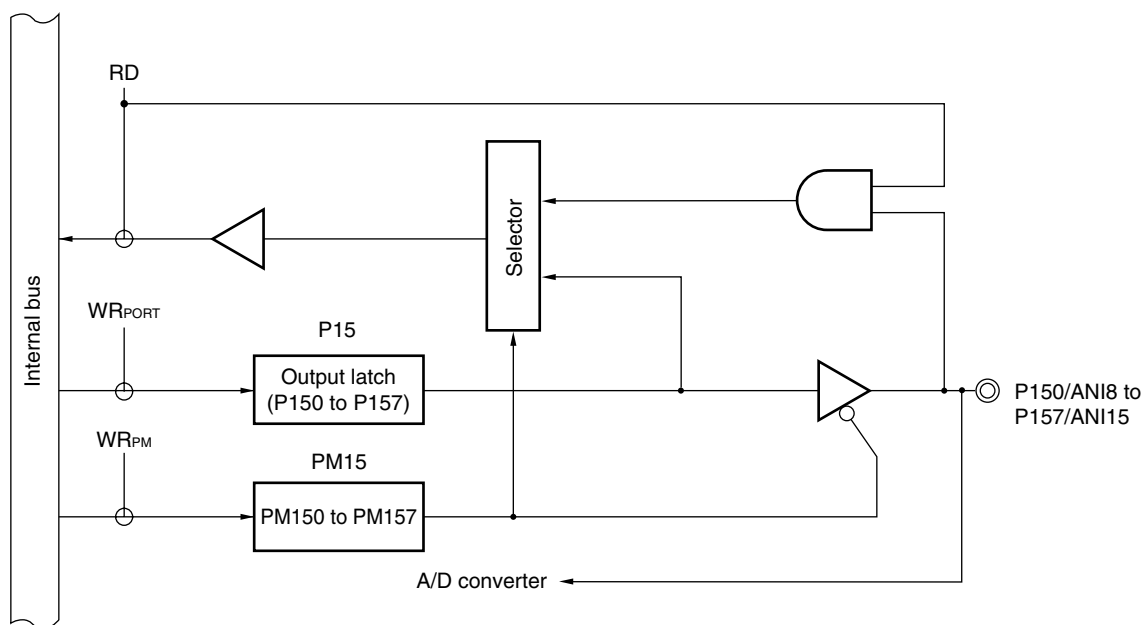 RD
Internal bus
Selector
WRPORT
P15
Output latch
(P150 to P157)
P150/ANI8 to
P157/ANI15
WRPM
PM15
PM150 to PM157
A/D converter